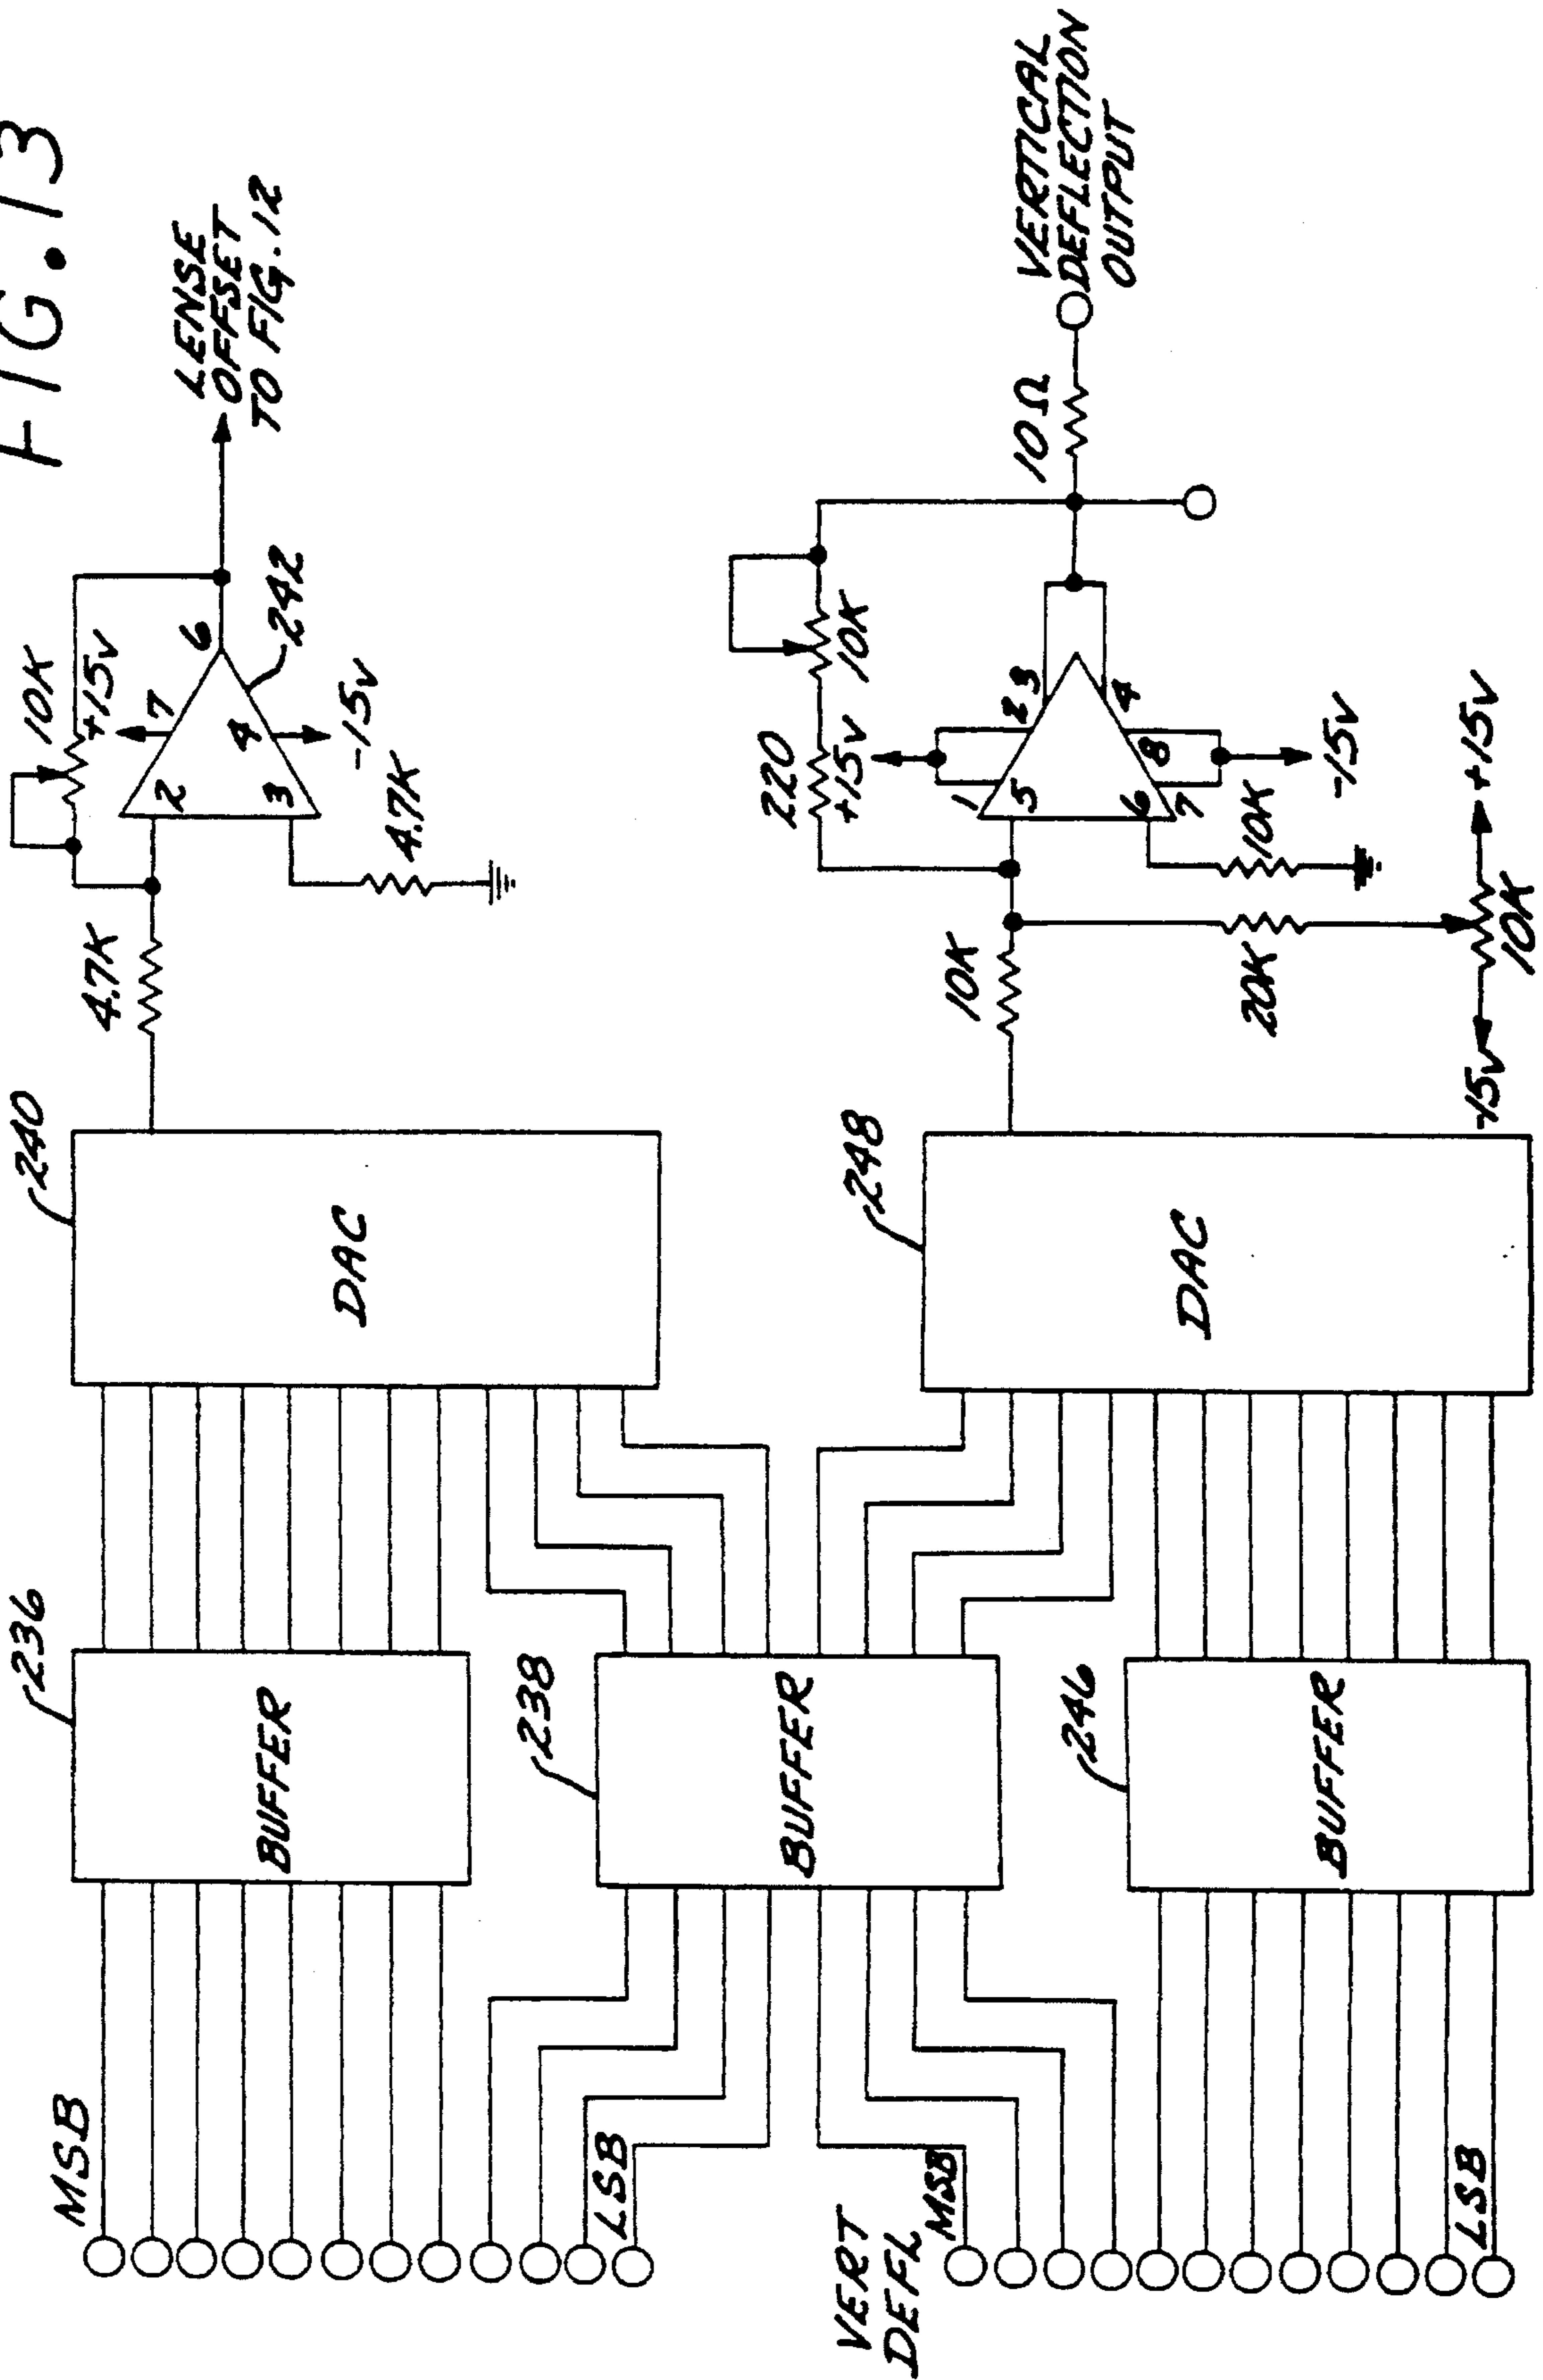 FIG. 13
MSB
LSB
236
BUFFER
240
DAC
4.7K
10K
+15V
2
7
6
3
4
242
-15V
4.7K
LENSE
OFFSET
TO FIG. 12
238
BUFFER
VERT
DEFL
MSB
LSB
246
BUFFER
248
DAC
10K
220
10K
+15V
1
2
3
5
4
6
8
7
10K
-15V
20K
-15V
10K
+15V
10Ω
VERTICAL
DEFLECTION
OUTPUT